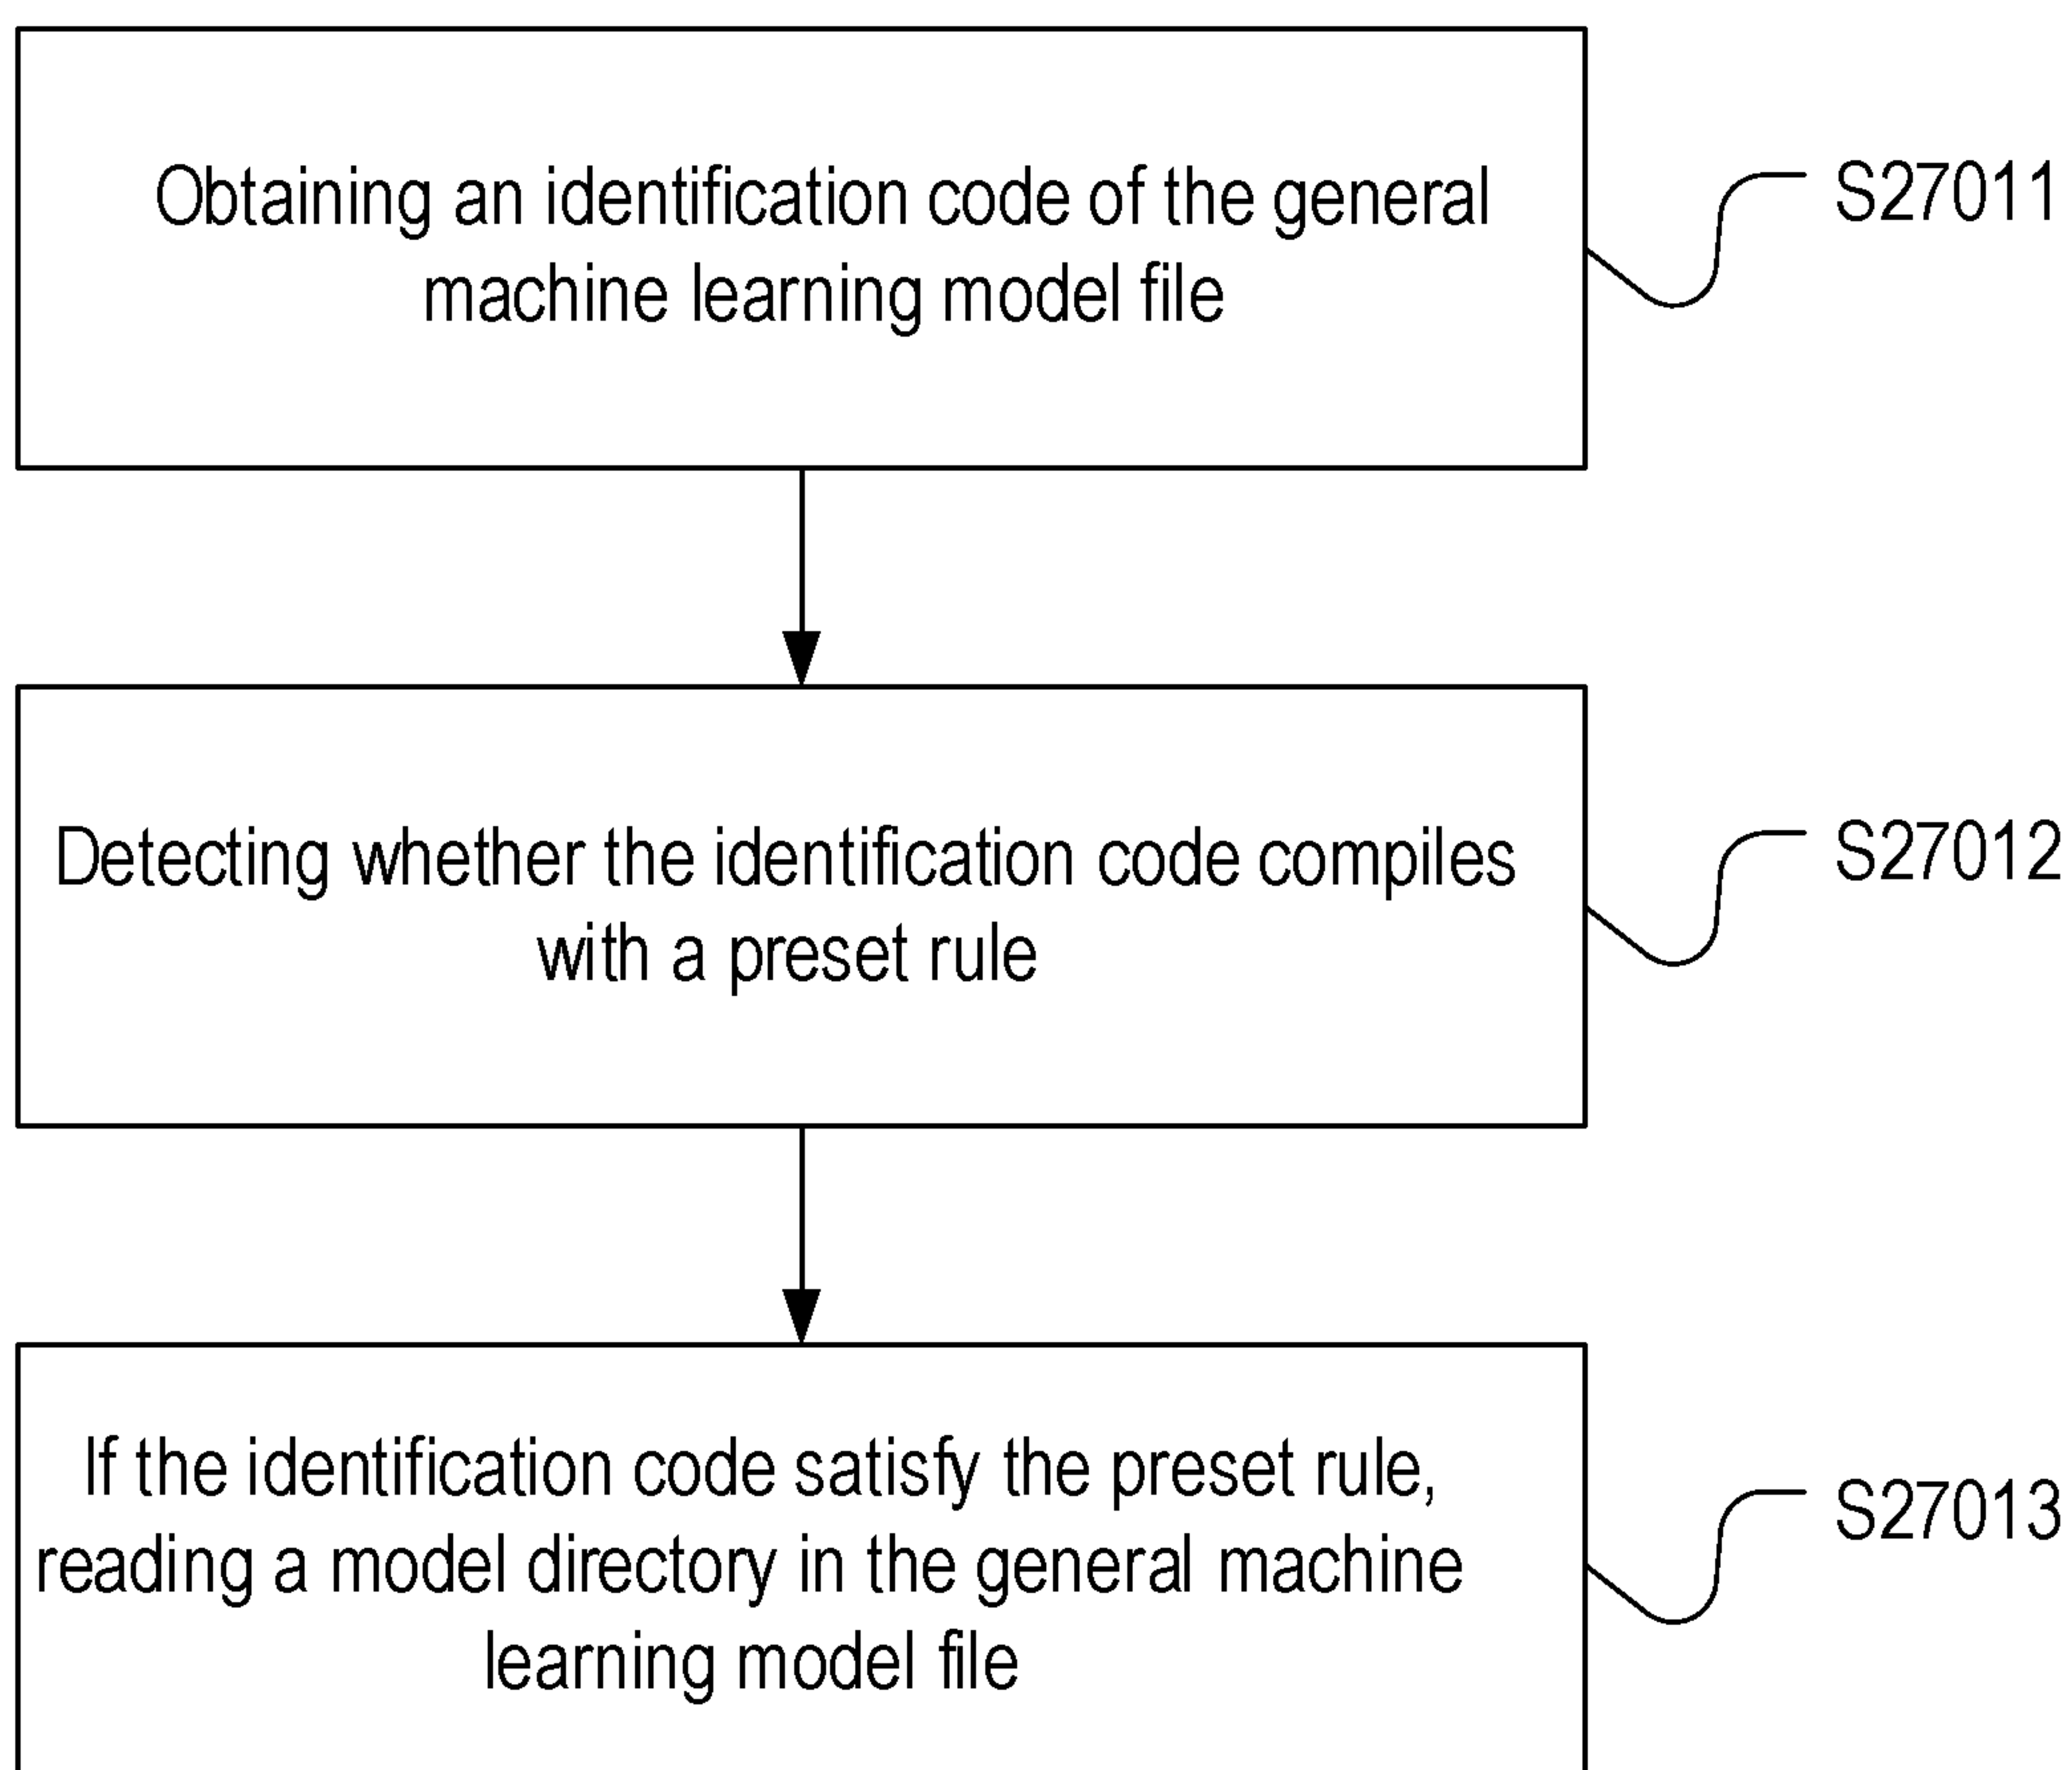 Obtaining an identification code of the general
machine learning model file
S27011
Detecting whether the identification code compiles
with a preset rule
S27012
If the identification code satisfy the preset rule,
reading a model directory in the general machine
learning model file
S27013